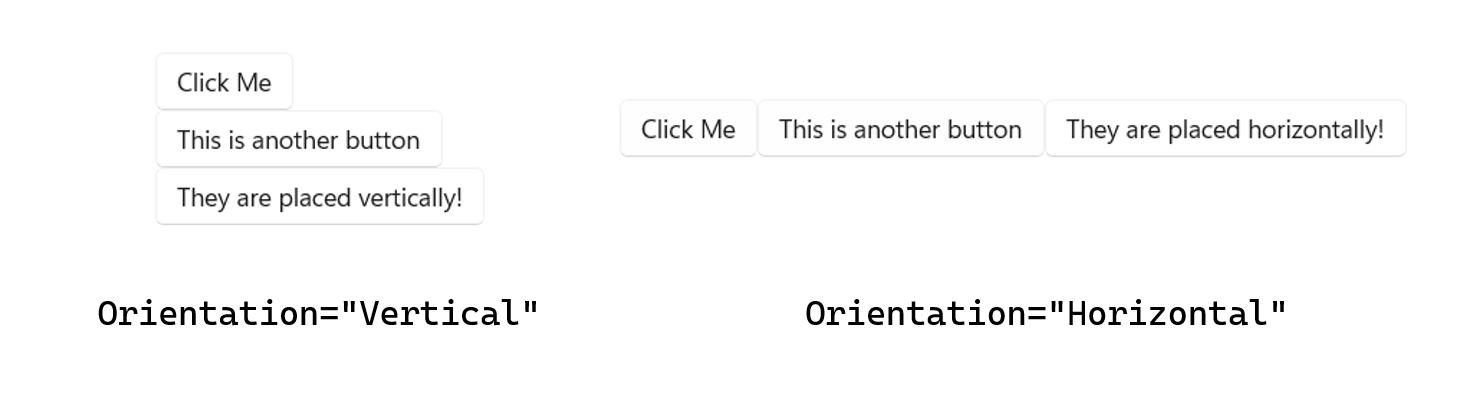 Click Me
This is another button
They are placed vertically!
Orientation="Vertical"
Click Me This is another button They are placed horizontally!
Orientation="Horizontal"